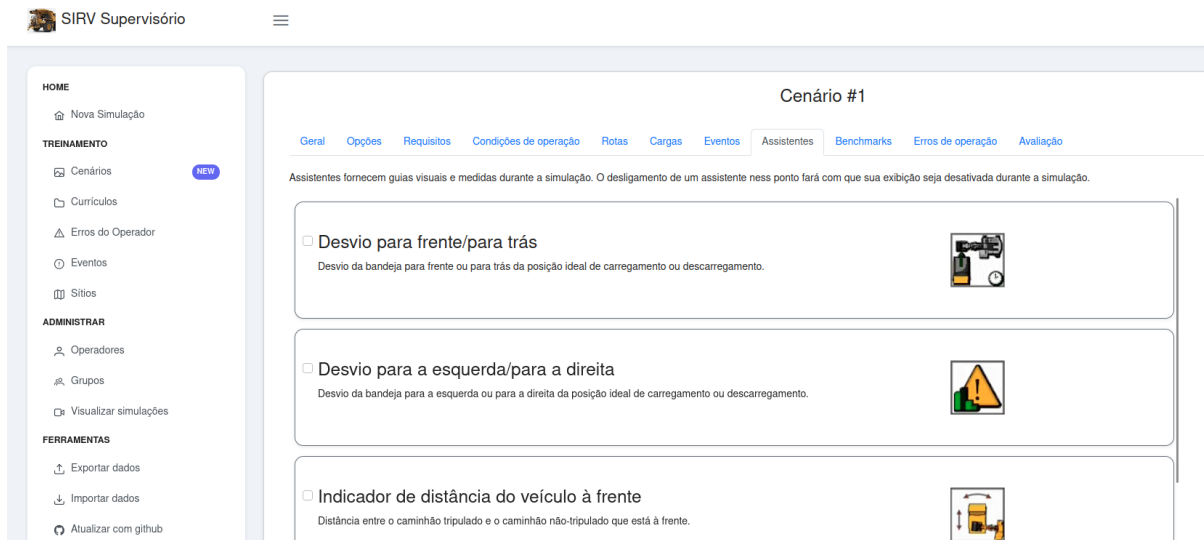 SIRV Supervisório
HOME
Nova Simulação
TREINAMENTO
Cenários NEW
Currículos
Erros do Operador
Eventos
Sítios
ADMINISTRAR
Operadores
Grupos
Visualizar simulações
FERRAMENTAS
Exportar dados
Importar dados
Atualizar com github
Cenário #1
Geral Opções Requisitos Condições de operação Rotas Cargas Eventos Assistentes Benchmarks Erros de operação Avaliação
Assistentes fornecem guias visuais e medidas durante a simulação. O desligamento de um assistente ness ponto fará com que sua exibição seja desativada durante a simulação.
Desvio para frente/para trás
Desvio da bandeja para frente ou para trás da posição ideal de carregamento ou descarregamento.
Desvio para a esquerda/para a direita
Desvio da bandeja para a esquerda ou para a direita da posição ideal de carregamento ou descarregamento.
Indicador de distância do veículo à frente
Distância entre o caminhão tripulado e o caminhão não-tripulado que está à frente.